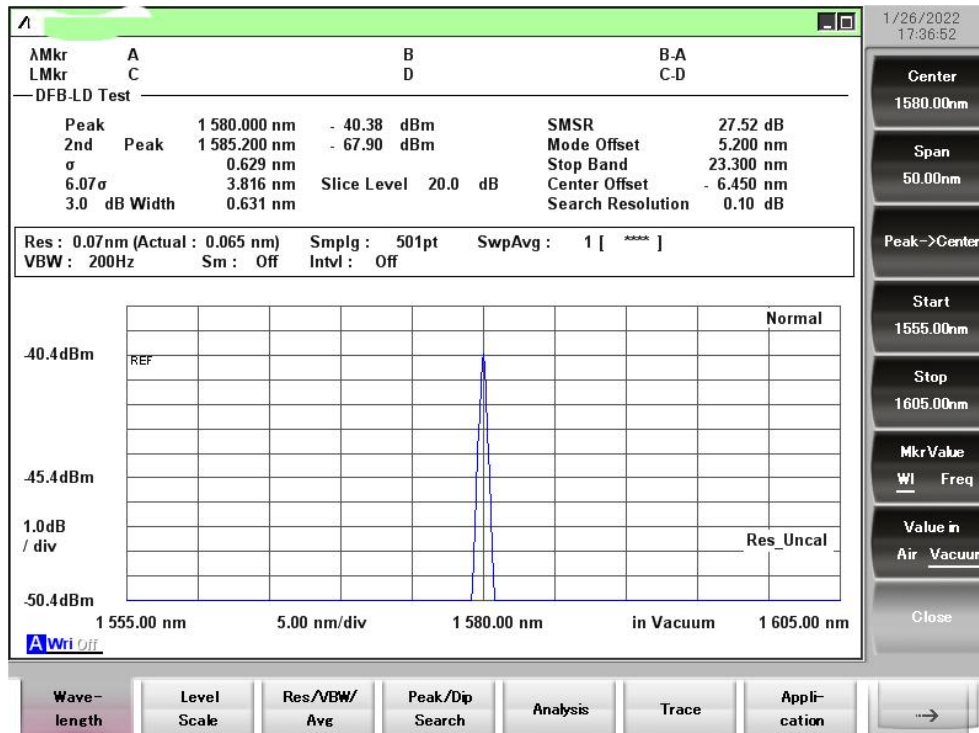 1/26/2022
17:36:52
λMkr A B B-A
LMkr C D C-D
DFB-LD Test
Peak 1 580.000 nm - 40.38 dBm SMSR 27.52 dB
2nd Peak 1 585.200 nm - 67.90 dBm Mode Offset 5.200 nm
σ 0.629 nm Stop Band 23.300 nm
6.07σ 3.816 nm Slice Level 20.0 dB Center Offset - 6.450 nm
3.0 dB Width 0.631 nm Search Resolution 0.10 dB
Res : 0.07nm (Actual : 0.065 nm) Smplg : 501pt SwpAvg : 1 [ **** ]
VBW : 200Hz Sm : Off Intvl : Off
Normal
-40.4dBm
REF
-45.4dBm
1.0dB
/ div
Res_Uncal
-50.4dBm
1 555.00 nm 5.00 nm/div 1 580.00 nm in Vacuum 1 605.00 nm
A Wri Off
Center
1580.00nm
Span
50.00nm
Peak->Center
Start
1555.00nm
Stop
1605.00nm
MkrValue
Wl Freq
Value in
Air Vacuum
Close
Wave-
length
Level
Scale
Res/VBW/
Avg
Peak/Dip
Search
Analysis
Trace
Appli-
cation